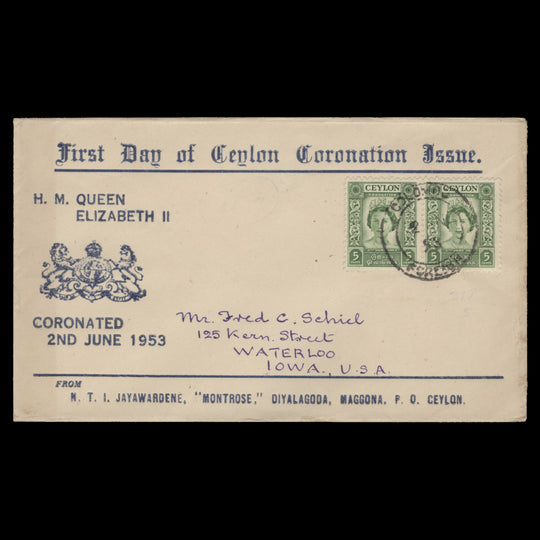 First Day of Ceylon Coronation Issue.
H. M. QUEEN
ELIZABETH II
CORONATED
2ND JUNE 1953
CEYLON CEYLON
5 5 5 5
Mr. Fred C. Schiel
125 Kern. Street
WATERLOO
IOWA., U.S.A.
FROM
N. T. I. JAYAWARDENE, "MONTROSE," DIYALAGODA, MAGGONA, P. O. CEYLON.